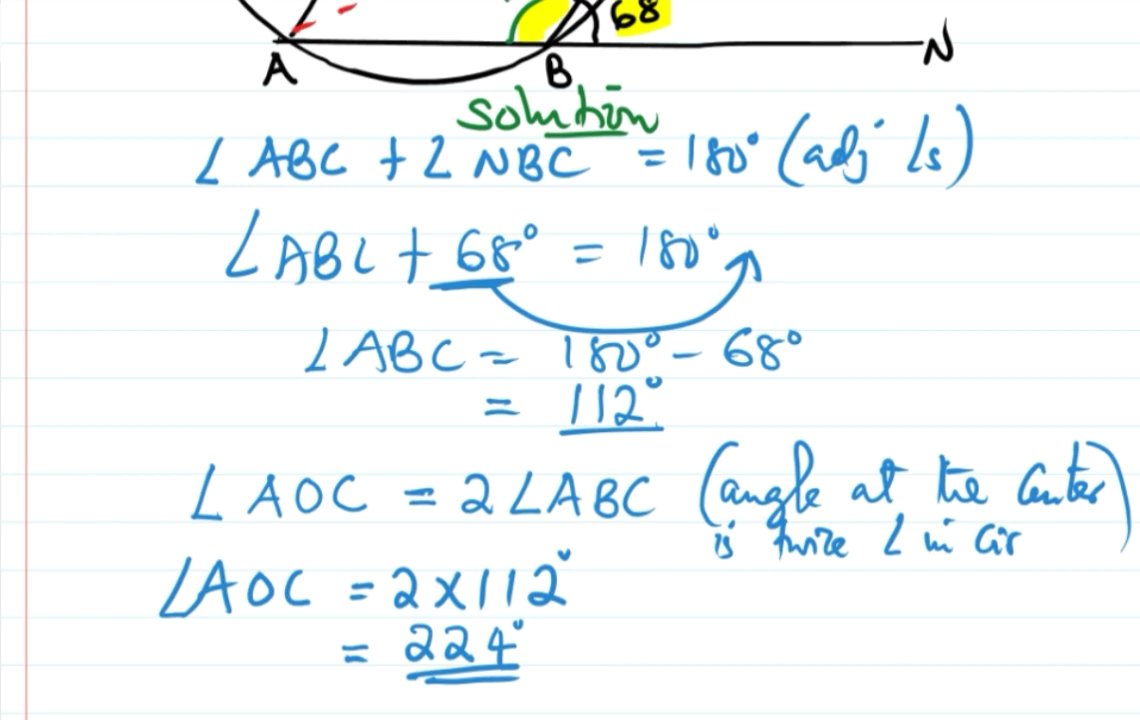 68
A
B
N
Solution
∠ABC + ∠NBC = 180° (adj ∠s)
∠ABC + 68° = 180°
∠ABC = 180° - 68°
= 112°
∠AOC = 2∠ABC (angle at the center
is twice ∠ in Cir)
∠AOC = 2×112°
= 224°